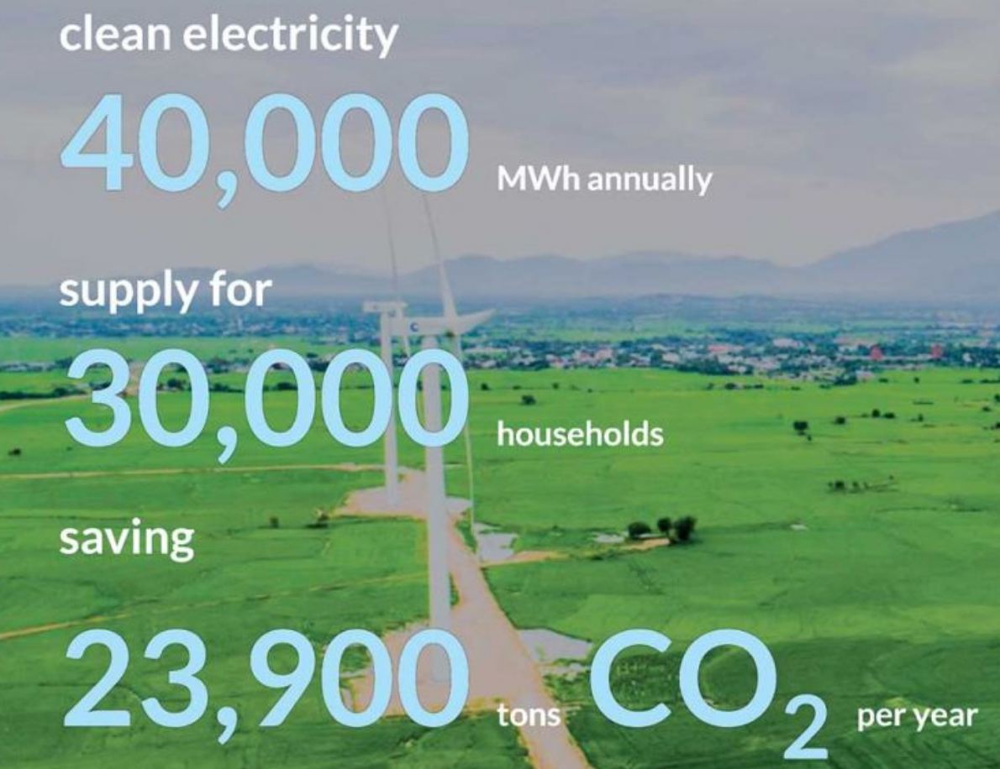 clean electricity
40,000 MWh annually
supply for
30,000 households
saving
23,900 tons CO₂ per year